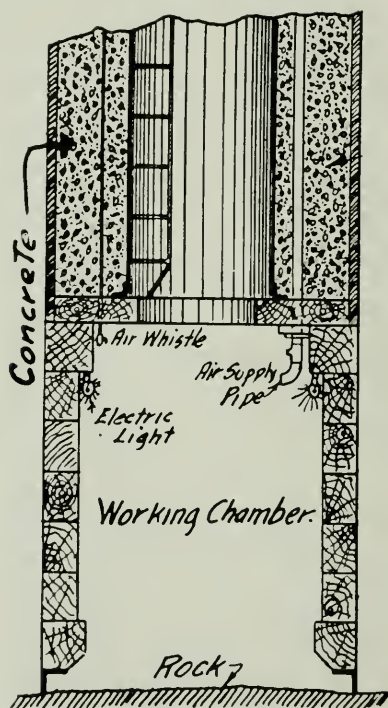 Concrete
Air Whistle
Air Supply
Pipe
Electric
Light
Working Chamber.
Rock